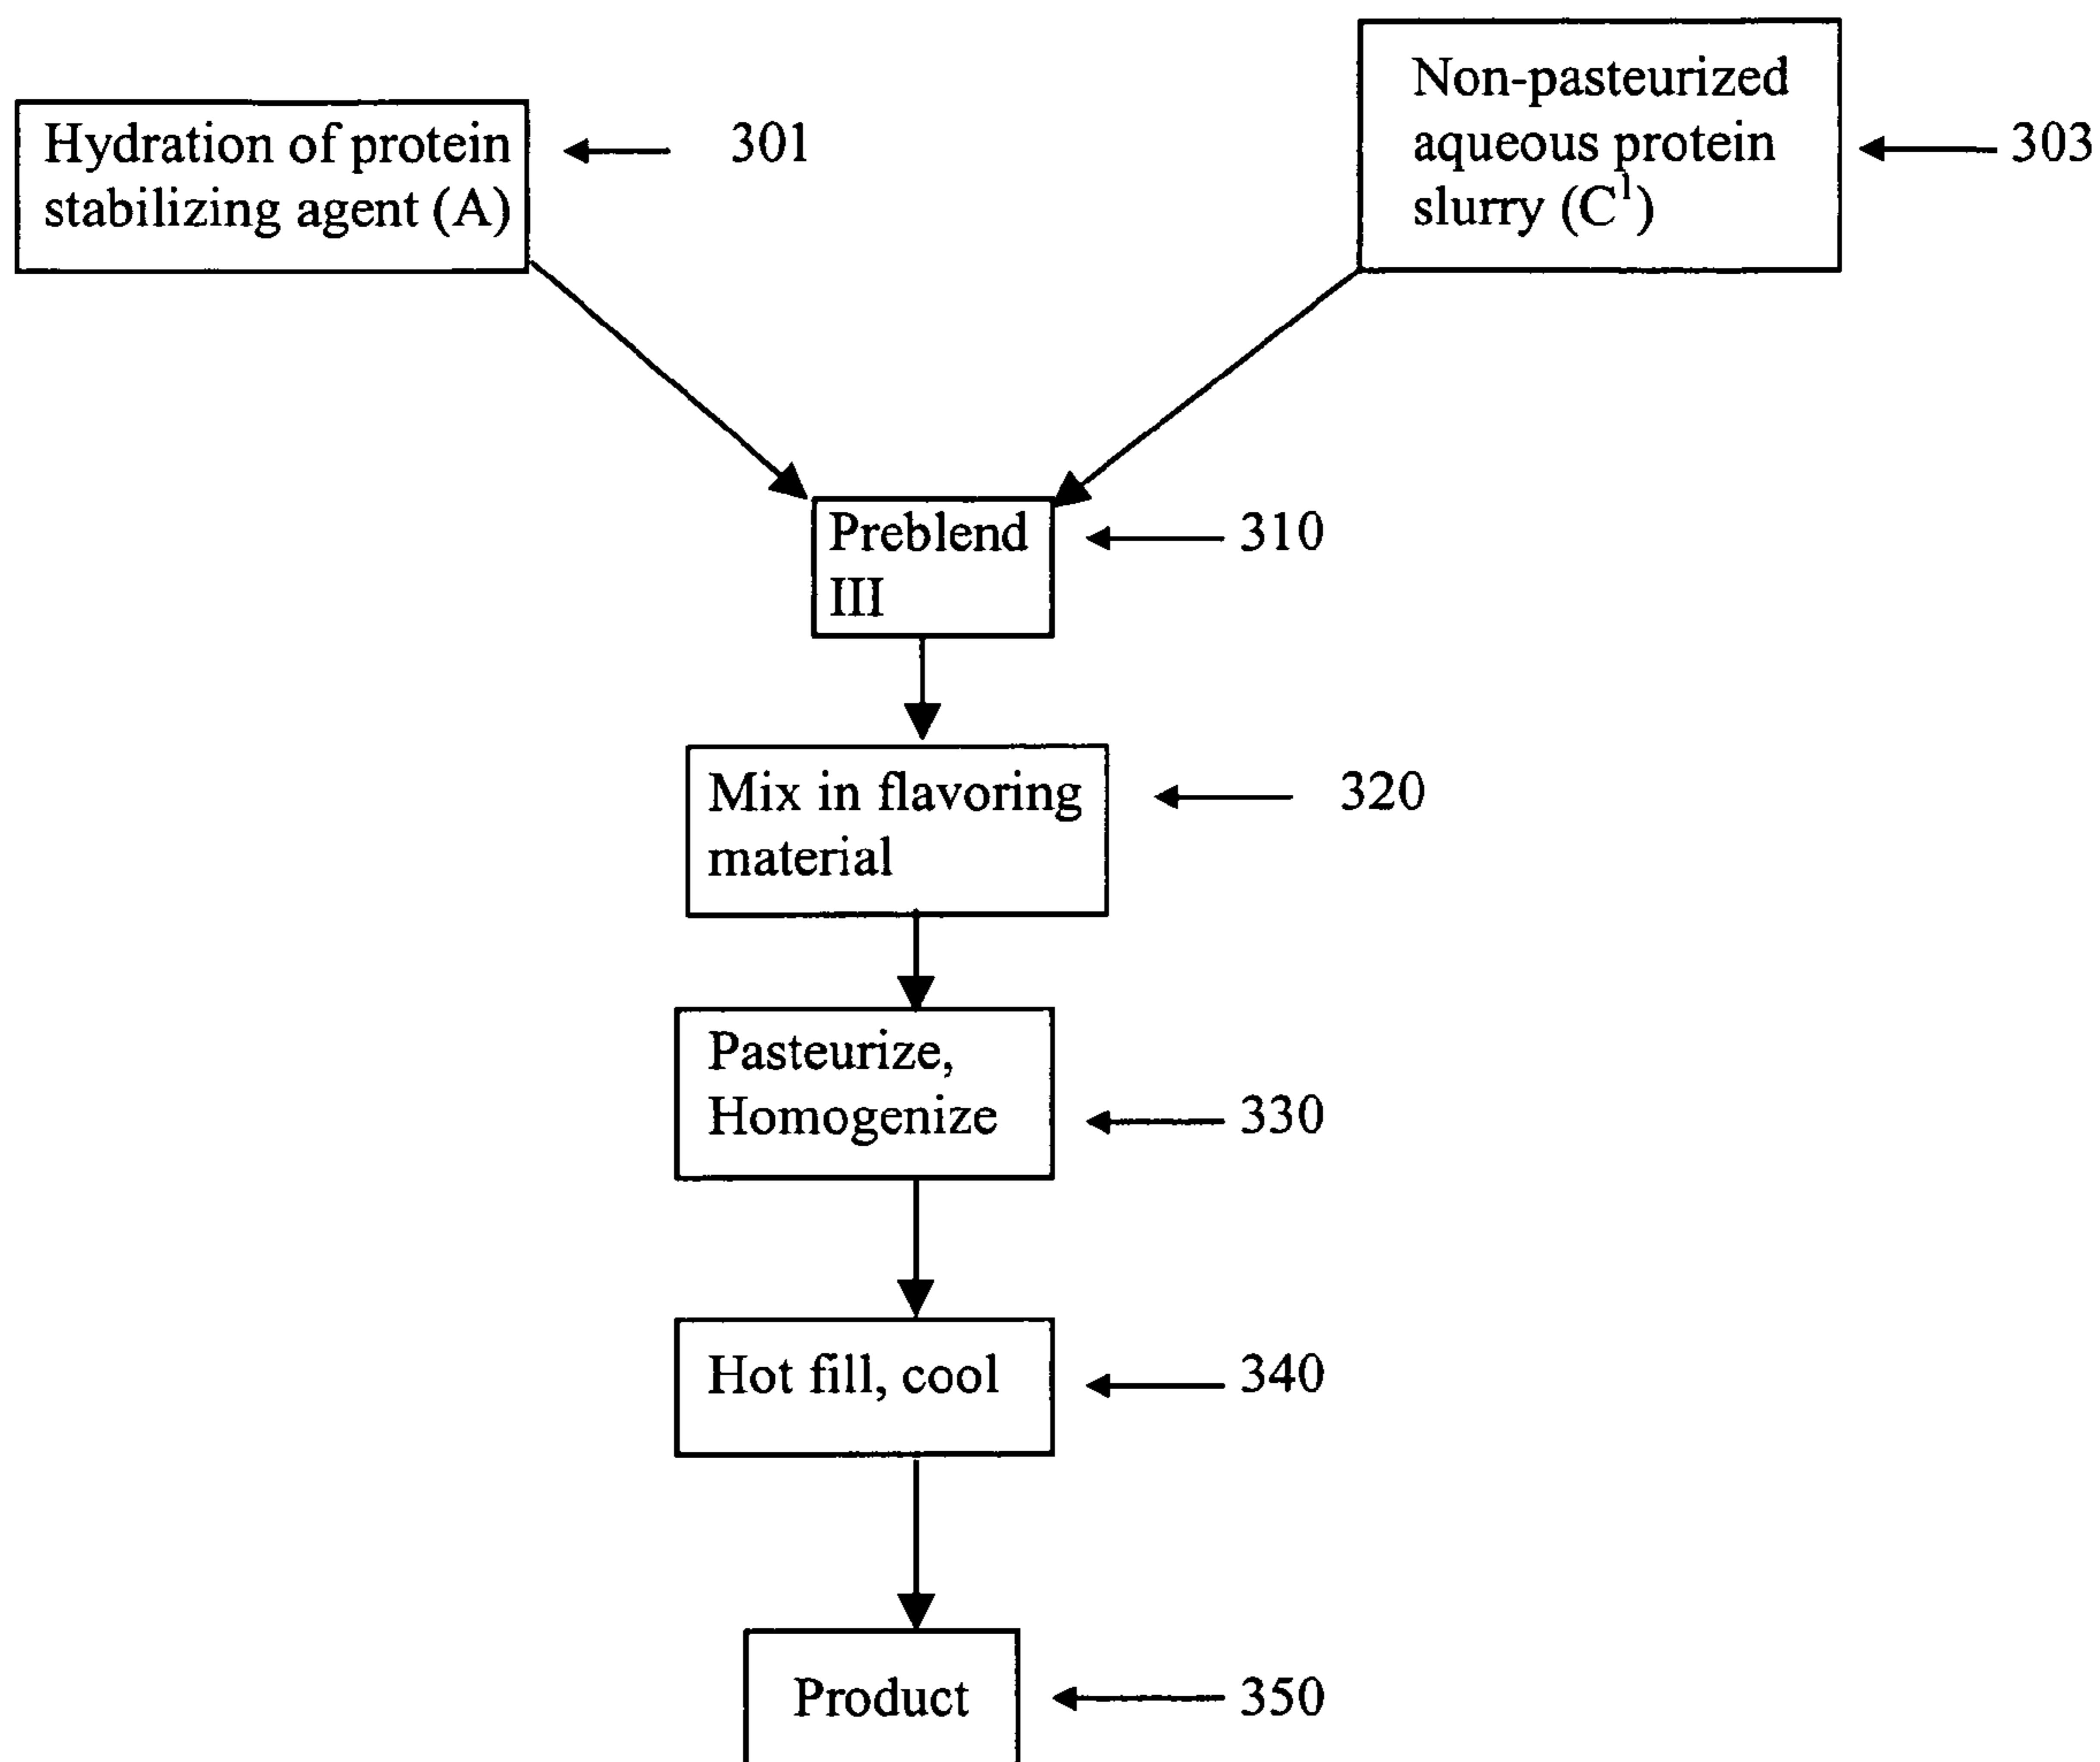 Hydration of protein
stabilizing agent (A)
301
Non-pasteurized
aqueous protein
slurry (C¹)
303
Preblend
III
310
Mix in flavoring
material
320
Pasteurize,
Homogenize
330
Hot fill, cool
340
Product
350